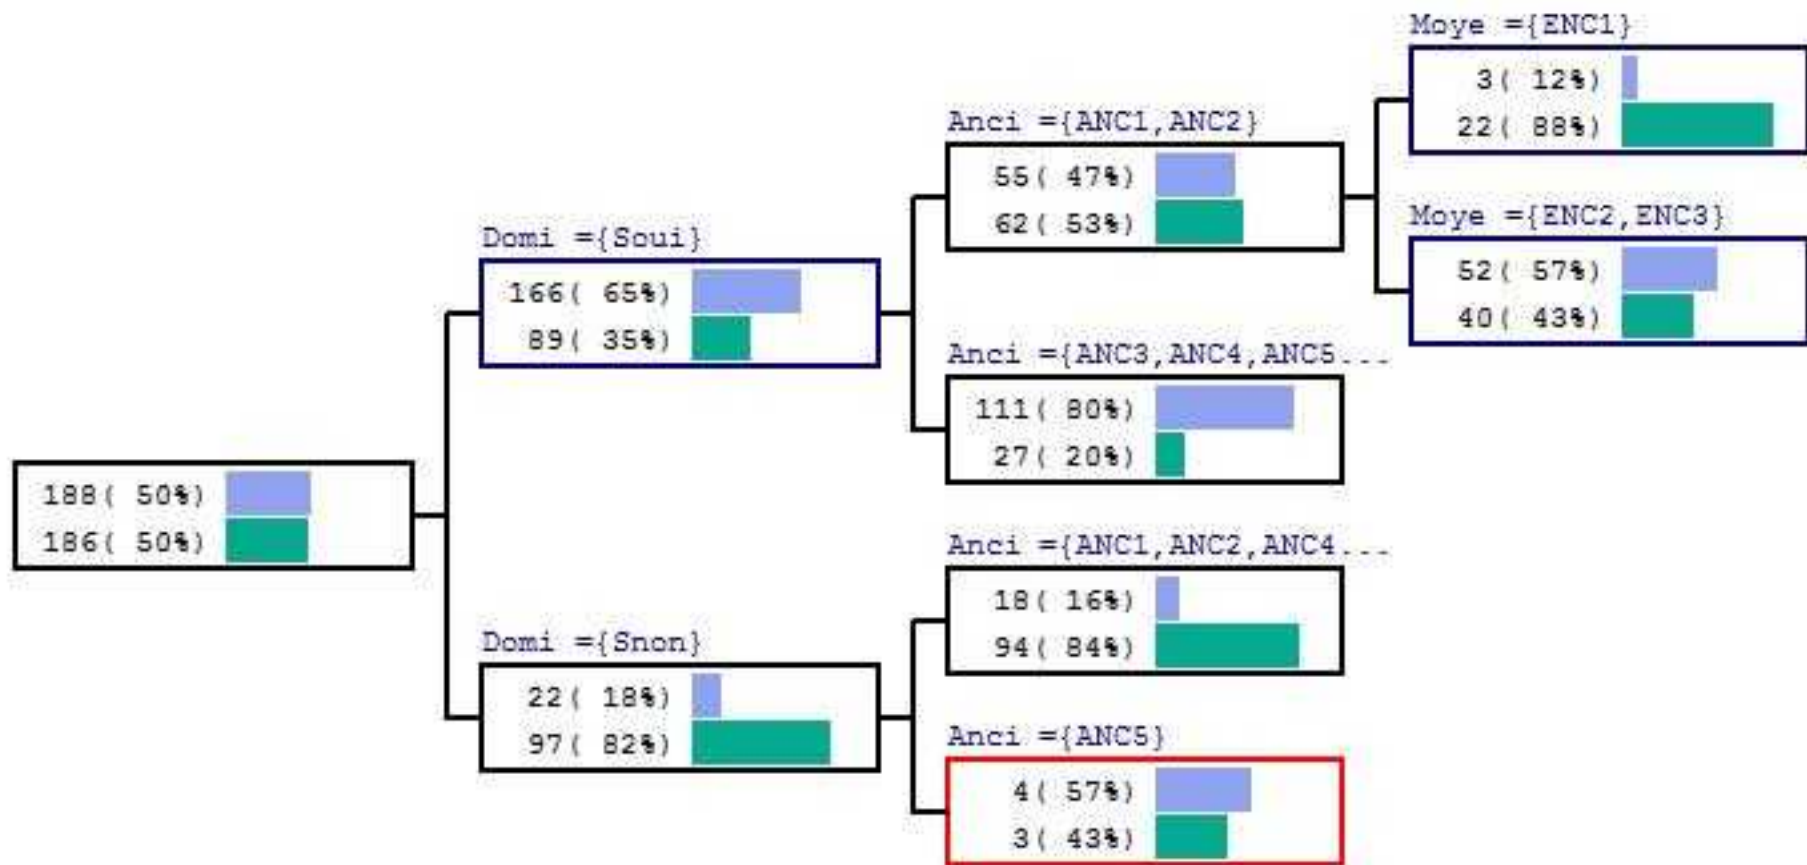 Moye ={ENC1}
3( 12%)
22( 88%)
Anci ={ANC1,ANC2}
55( 47%)
62( 53%)
Moye ={ENC2,ENC3}
52( 57%)
40( 43%)
Domi ={Soui}
166( 65%)
89( 35%)
Anci ={ANC3,ANC4,ANC5...
111( 80%)
27( 20%)
188( 50%)
186( 50%)
Anci ={ANC1,ANC2,ANC4...
18( 16%)
94( 84%)
Domi ={Snon}
22( 18%)
97( 82%)
Anci ={ANC5}
4( 57%)
3( 43%)